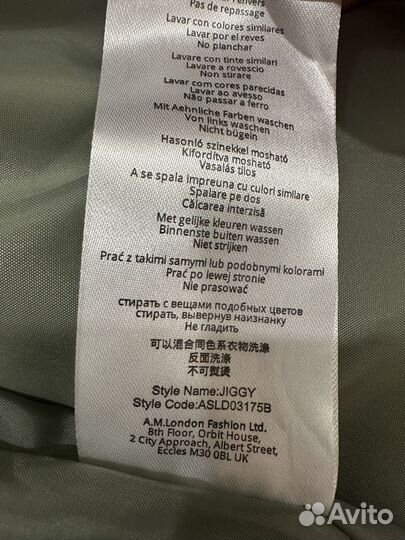 l'envers
Pas de repassage
Lavar con colores similares
Lavar por el reves
No planchar
Lavare con tinte similari
Lavare a rovescio
Non stirare
Lavar com cores parecidas
Lavar ao avesso
Não passar a ferro
Mit Aehnliche Farben waschen
Von links waschen
Nicht bügeln
Hasonló szinekkel mosható
Kifordítva mosható
Vasalás tilos
A se spala impreuna cu culori similare
Spalare pe dos
Călcarea interzisă
Met gelijke kleuren wassen
Binnenste buiten wassen
Niet strijken
Prać z takimi samymi lub podobnymi kolorami
Prać po lewej stronie
Nie prasować
стирать с вещами подобных цветов
стирать, вывернув наизнанку
Не гладить
可以混合同色系衣物洗涤
反面洗涤
不可熨烫
Style Name:JIGGY
Style Code:ASLD03175B
A.M.London Fashion Ltd.
8th Floor, Orbit House,
2 City Approach, Albert Street,
Eccles M30 0BL UK
Avito